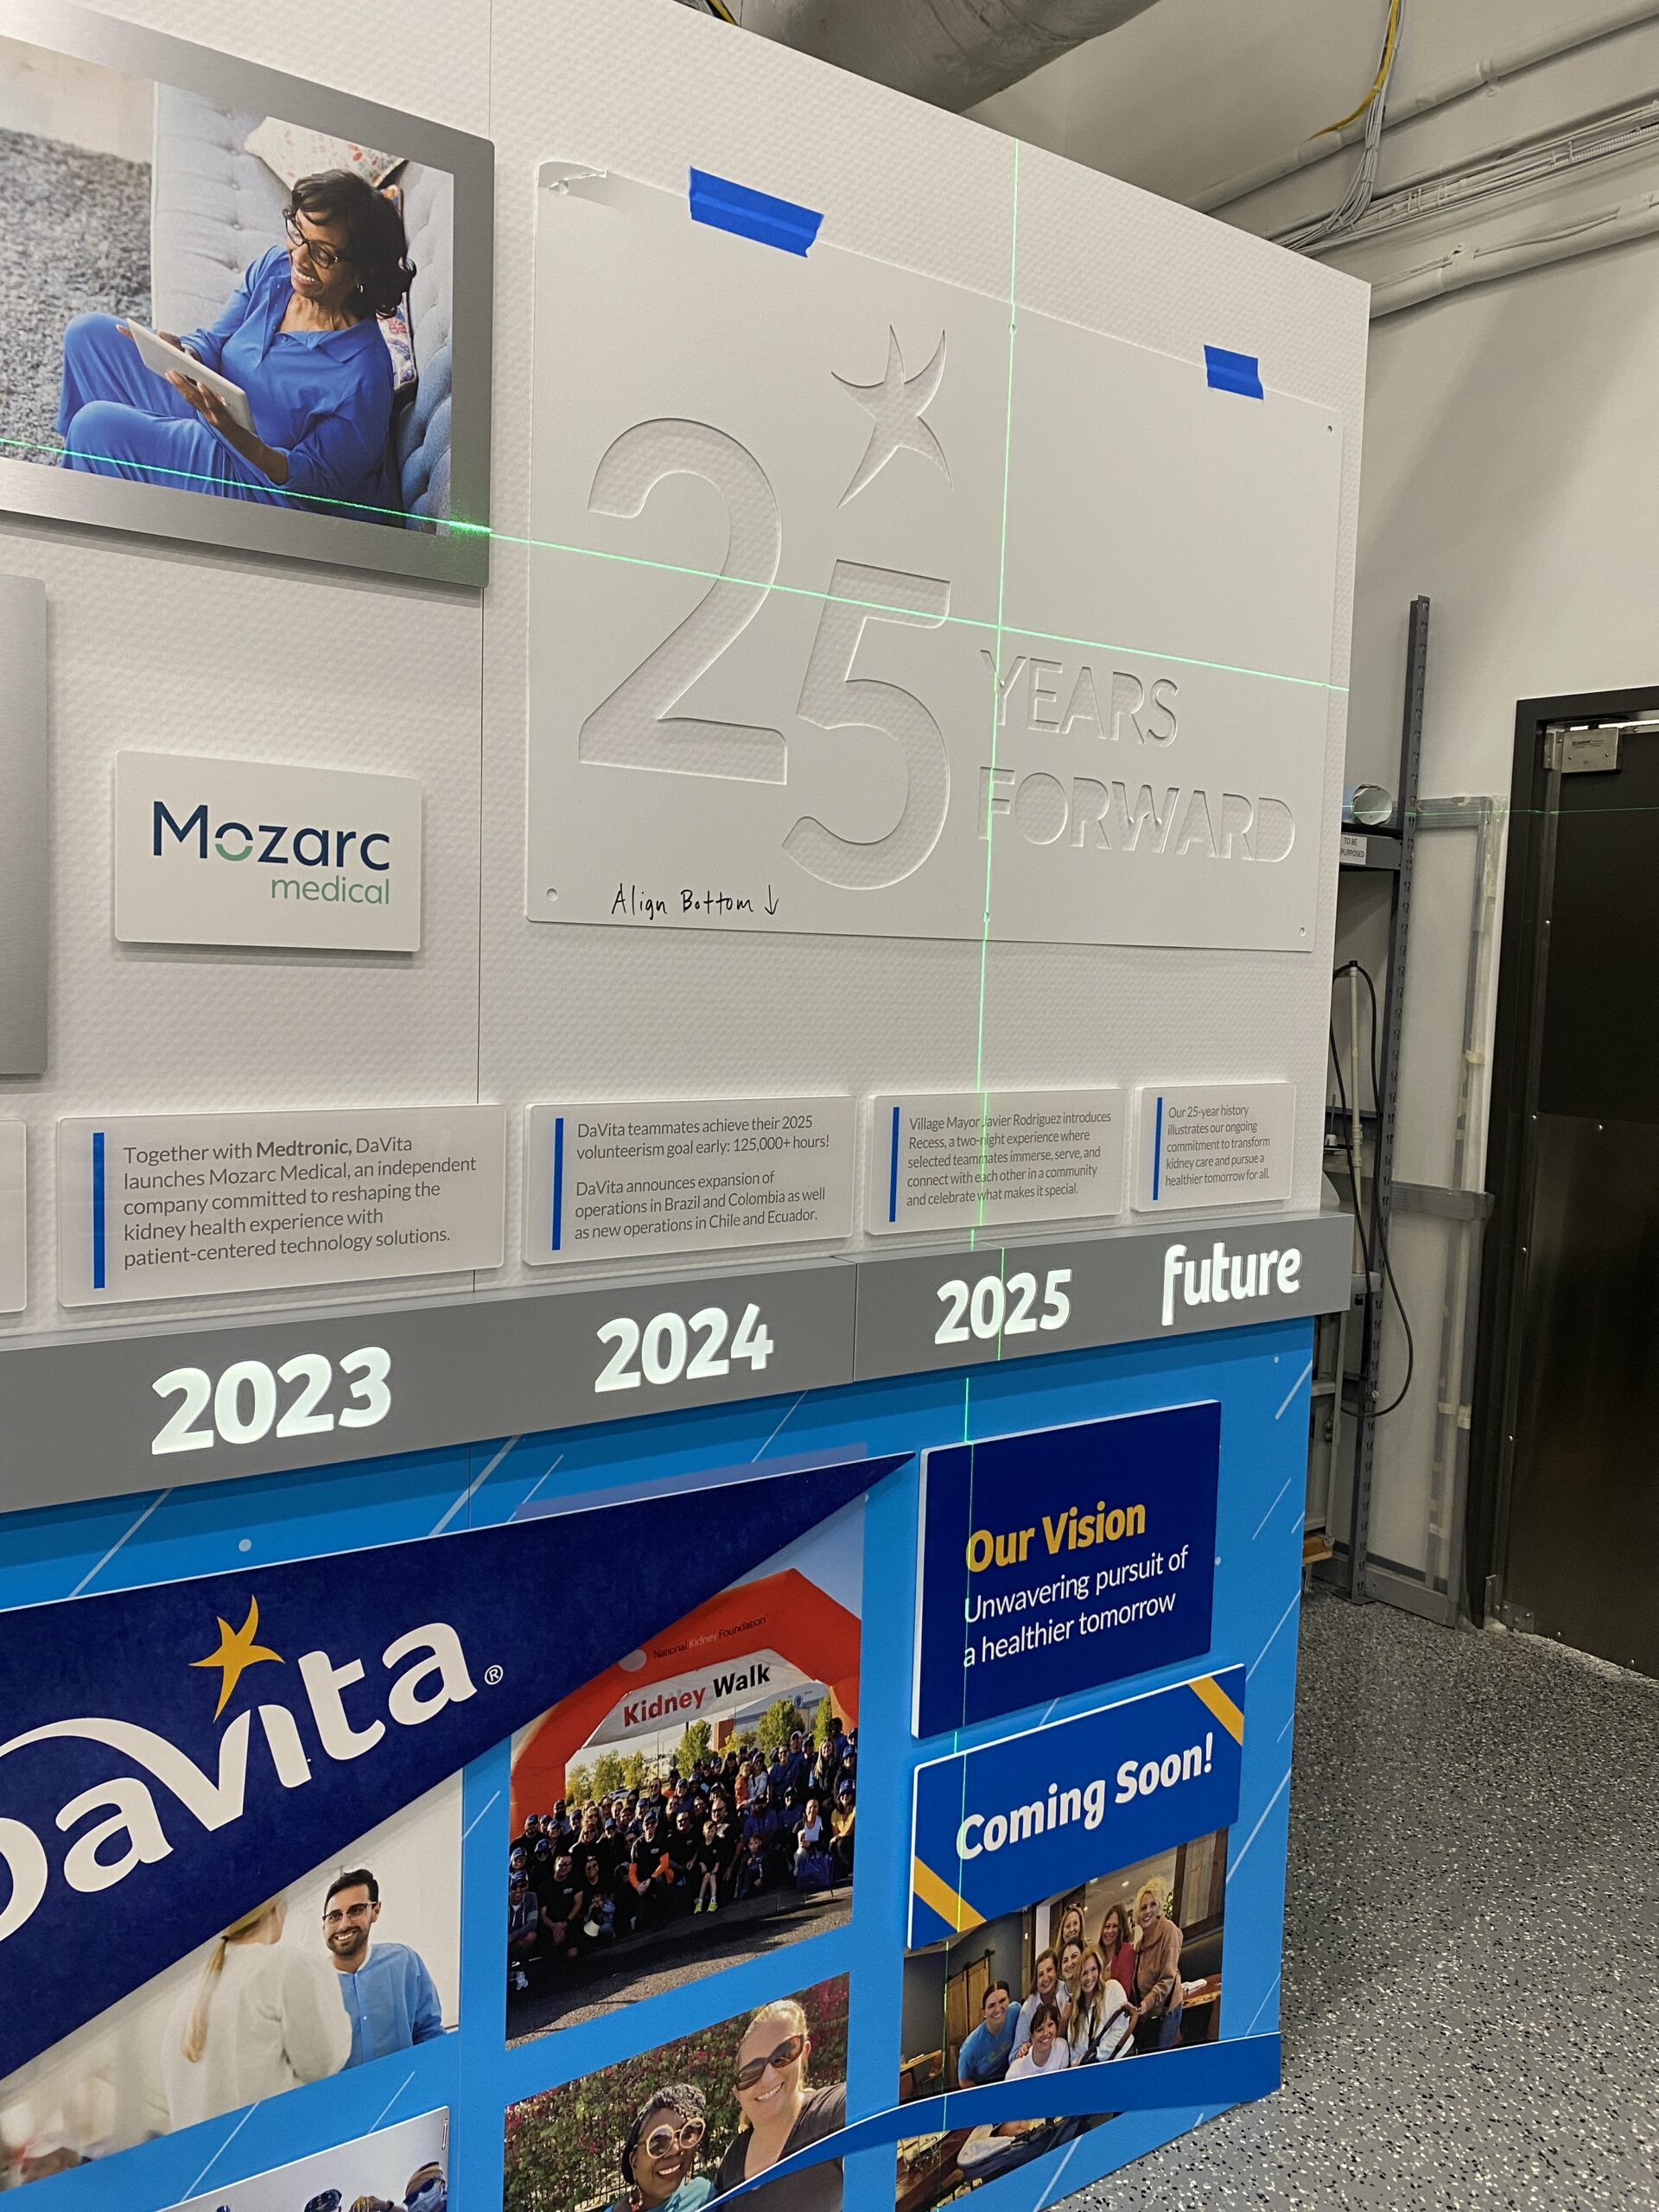 25
YEARS
FORWARD
Align Bottom ↓
Mozarc
medical
TO BE
Together with Medtronic, DaVita
launches Mozarc Medical, an independent
company committed to reshaping the
kidney health experience with
patient-centered technology solutions.
DaVita teammates achieve their 2025
volunteerism goal early: 125,000+ hours!
DaVita announces expansion of
operations in Brazil and Colombia as well
as new operations in Chile and Ecuador.
Village Mayor Javier Rodriguez introduces
Recess, a two-night experience where
selected teammates immerse, serve, and
connect with each other in a community
and celebrate what makes it special.
Our 25-year history
illustrates our ongoing
commitment to transform
kidney care and pursue a
healthier tomorrow for all.
2023
2024
2025
future
DaVita®
National Kidney Foundation
Kidney Walk
Our Vision
Unwavering pursuit of
a healthier tomorrow
Coming Soon!